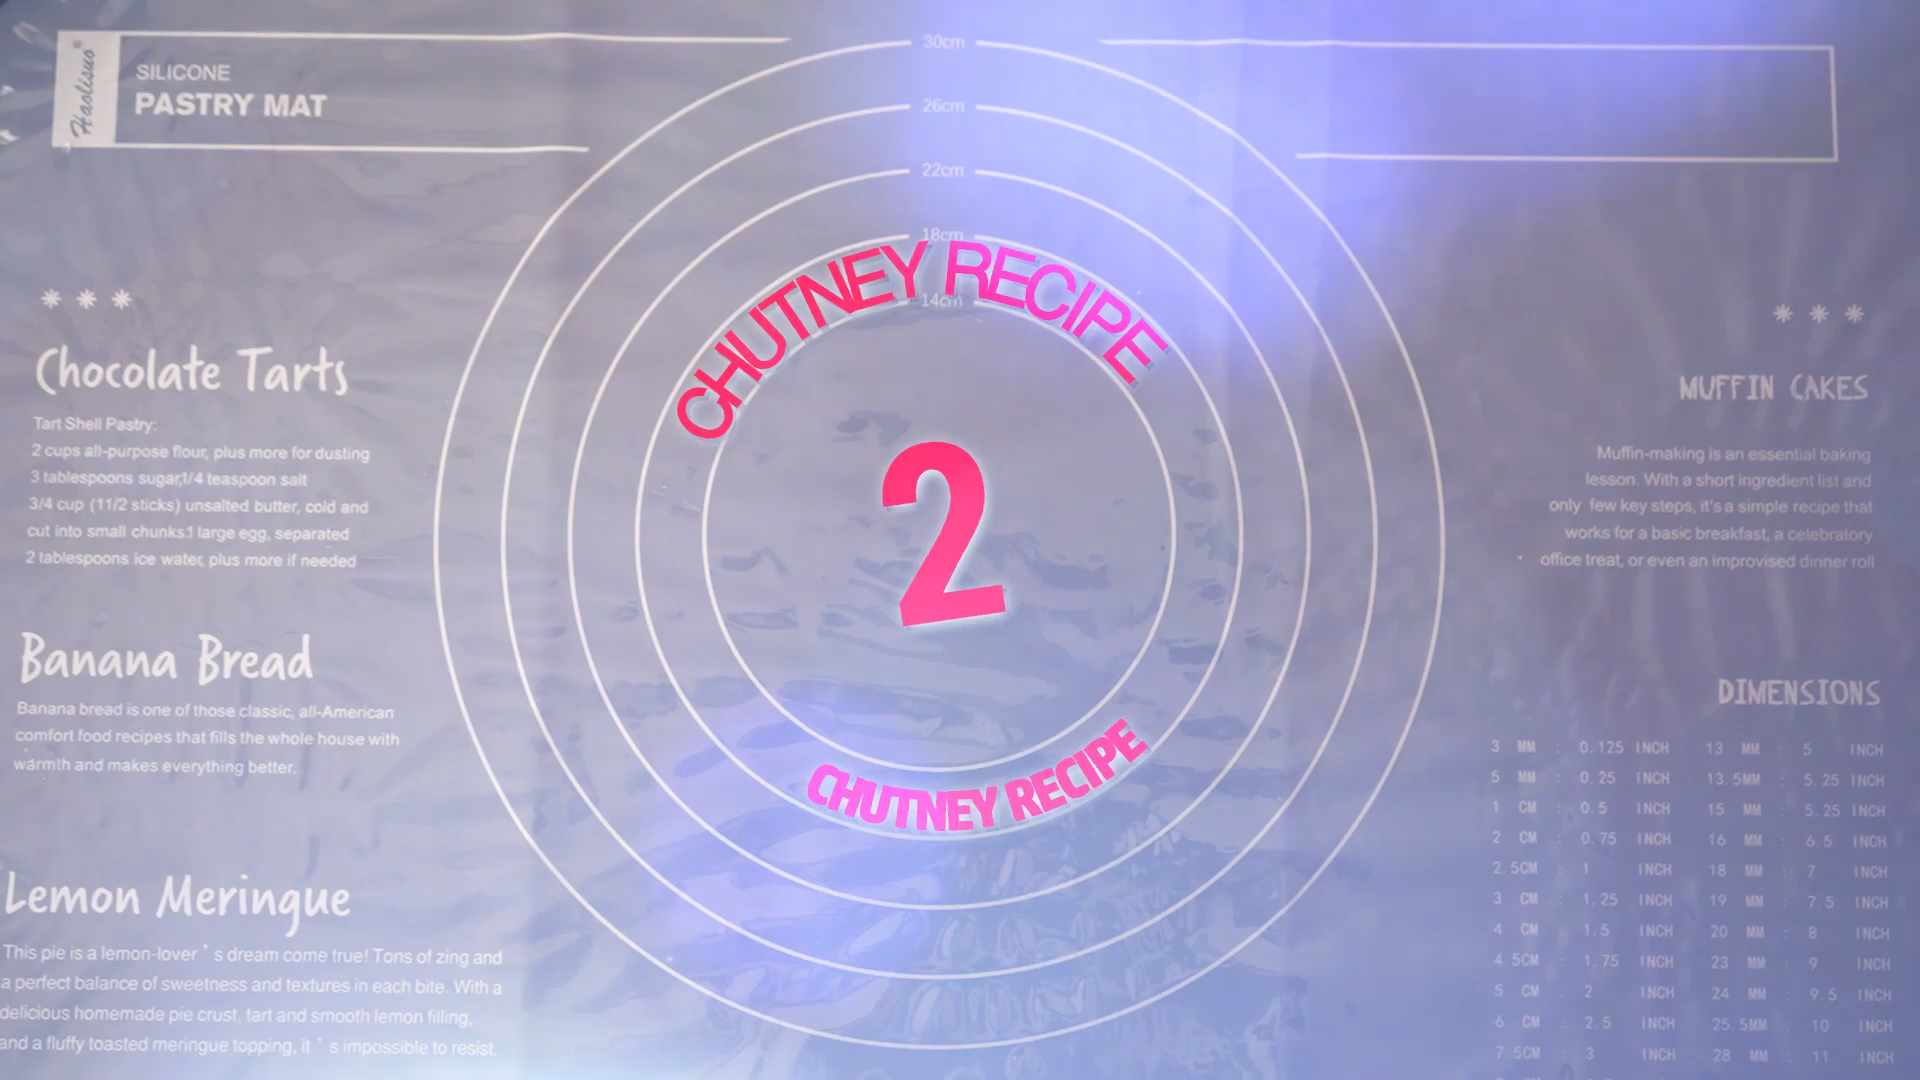 Haolisus®
SILICONE
PASTRY MAT
30cm
26cm
22cm
18cm
14cm
CHUTNEY RECIPE
2
CHUTNEY RECIPE
Chocolate Tarts
Tart Shell Pastry:
2 cups all-purpose flour, plus more for dusting
3 tablespoons sugar,1/4 teaspoon salt
3/4 cup (11/2 sticks) unsalted butter, cold and
cut into small chunks.1 large egg, separated
2 tablespoons ice water, plus more if needed
Banana Bread
Banana bread is one of those classic, all-American
comfort food recipes that fills the whole house with
warmth and makes everything better.
Lemon Meringue
This pie is a lemon-lover ' s dream come true! Tons of zing and
a perfect balance of sweetness and textures in each bite. With a
delicious homemade pie crust, tart and smooth lemon filling,
and a fluffy toasted meringue topping, it ' s impossible to resist.
MUFFIN CAKES
Muffin-making is an essential baking
lesson. With a short ingredient list and
only few key steps, it's a simple recipe that
works for a basic breakfast, a celebratory
office treat, or even an improvised dinner roll
DIMENSIONS
3 MM : 0.125 INCH 13 MM : 5 INCH
5 MM : 0.25 INCH 13.5MM : 5.25 INCH
1 CM : 0.5 INCH 15 MM : 5.25 INCH
2 CM : 0.75 INCH 16 MM : 6.5 INCH
2.5CM : 1 INCH 18 MM : 7 INCH
3 CM : 1.25 INCH 19 MM : 7.5 INCH
4 CM : 1.5 INCH 20 MM : 8 INCH
4.5CM : 1.75 INCH 23 MM : 9 INCH
5 CM : 2 INCH 24 MM : 9.5 INCH
6 CM : 2.5 INCH 25.5MM : 10 INCH
7.5CM : 3 INCH 28 MM : 11 INCH